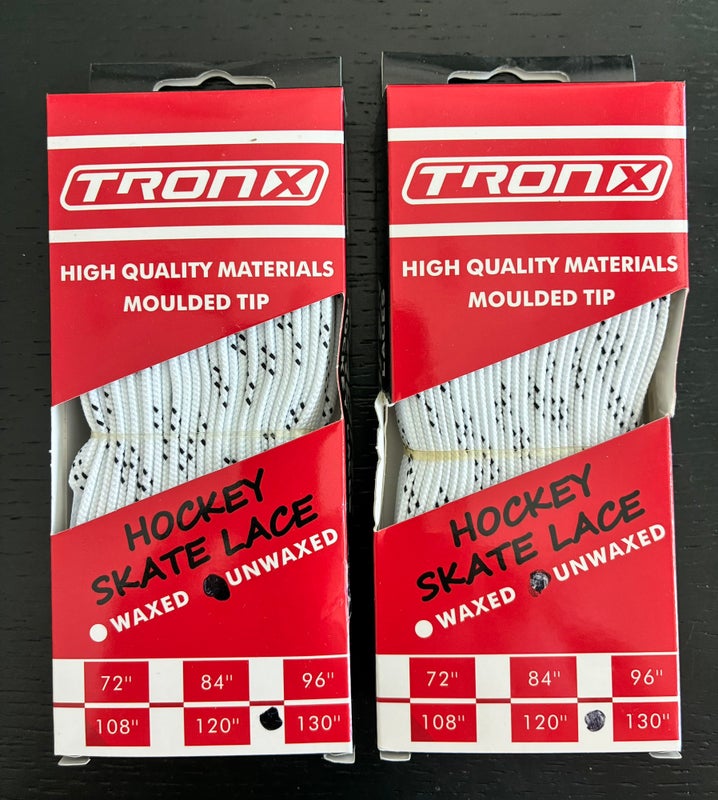 TRONX
HIGH QUALITY MATERIALS
MOULDED TIP
HOCKEY
SKATE LACE
WAXED UNWAXED
72" 84" 96"
108" 120" 130"
TRONX
HIGH QUALITY MATERIALS
MOULDED TIP
HOCKEY
SKATE LACE
WAXED UNWAXED
72" 84" 96"
108" 120" 130"